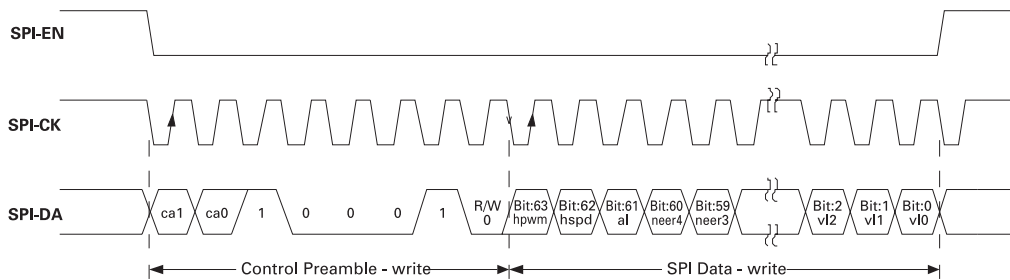 SPI-EN
SPI-CK
SPI-DA
ca1 ca0 1 0 0 0 1 R/W 0 Bit:63 hpwm Bit:62 hspd Bit:61 al Bit:60 neer4 Bit:59 neer3 Bit:2 vl2 Bit:1 vl1 Bit:0 vl0
Control Preamble - write SPI Data - write